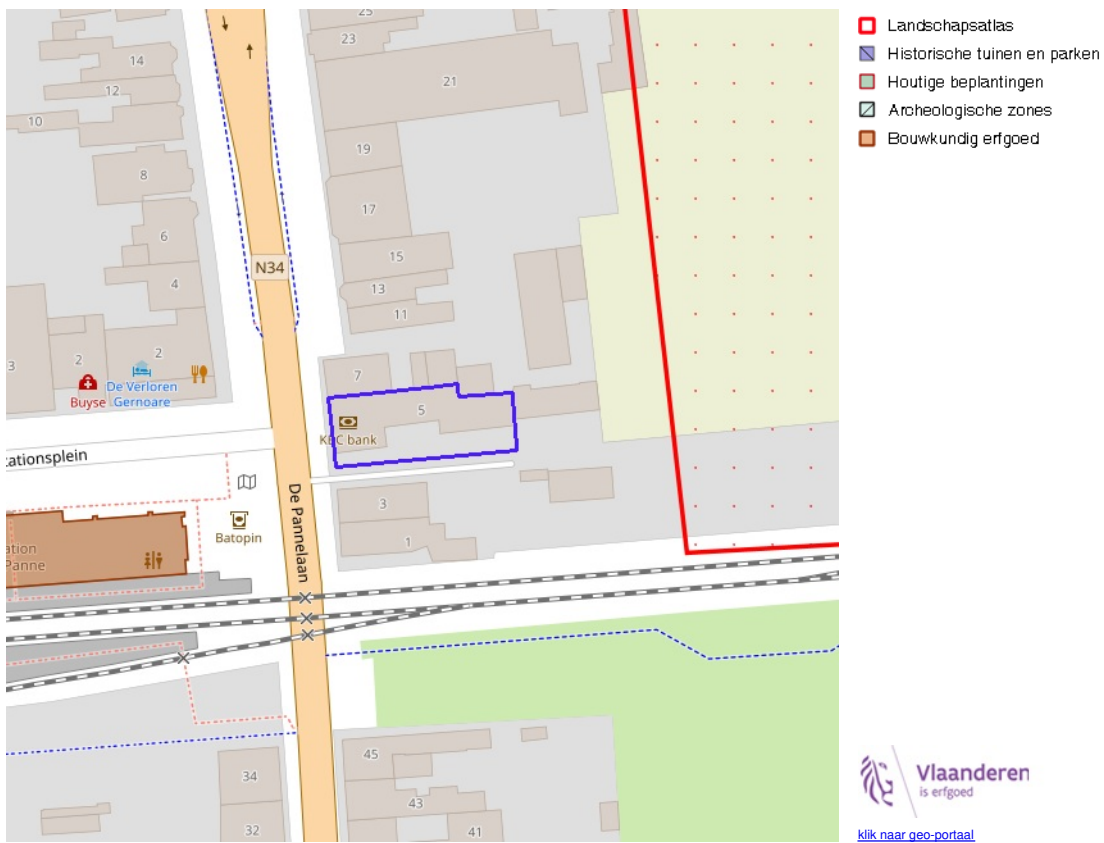 25
23
14
21
12
10
19
8
17
6
15
N34
4
13
11
3
2
2
De Verloren
Gernoare
Buyse
7
5
KBC bank
tationsplein
De Pannelaan
3
Batopin
1
ation
Panne
45
34
43
32
41
Landschapsatlas
Historische tuinen en parken
Houtige beplantingen
Archeologische zones
Bouwkundig erfgoed
Vlaanderen
is erfgoed
klik naar geo-portaal